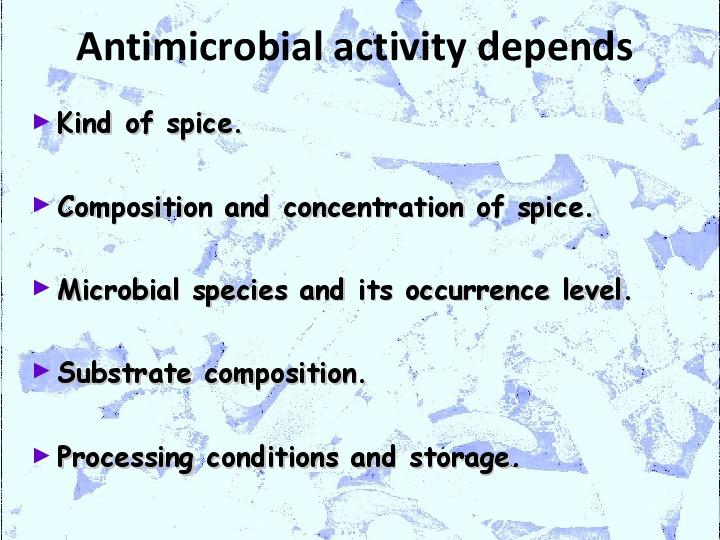 Antimicrobial activity depends
► Kind of spice.
► Composition and concentration of spice.
► Microbial species and its occurrence level.
► Substrate composition.
► Processing conditions and storage.